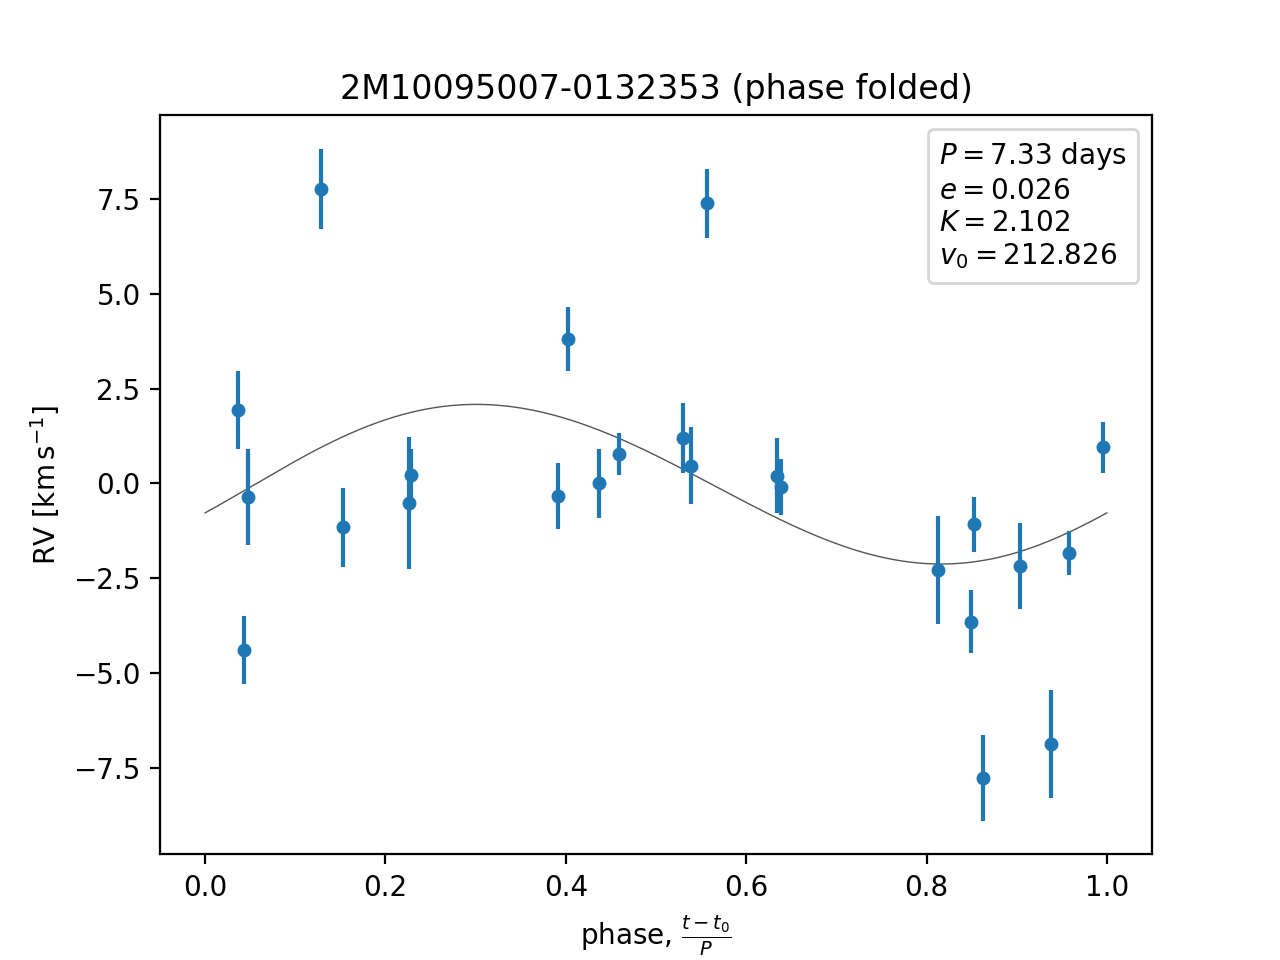 2M10095007-0132353 (phase folded)
P = 7.33 days
e = 0.026
K = 2.102
v₀ = 212.826
7.5
5.0
2.5
0.0
−2.5
−5.0
−7.5
RV [km s⁻¹]
0.0 0.2 0.4 0.6 0.8 1.0
phase, (t − t₀)/P